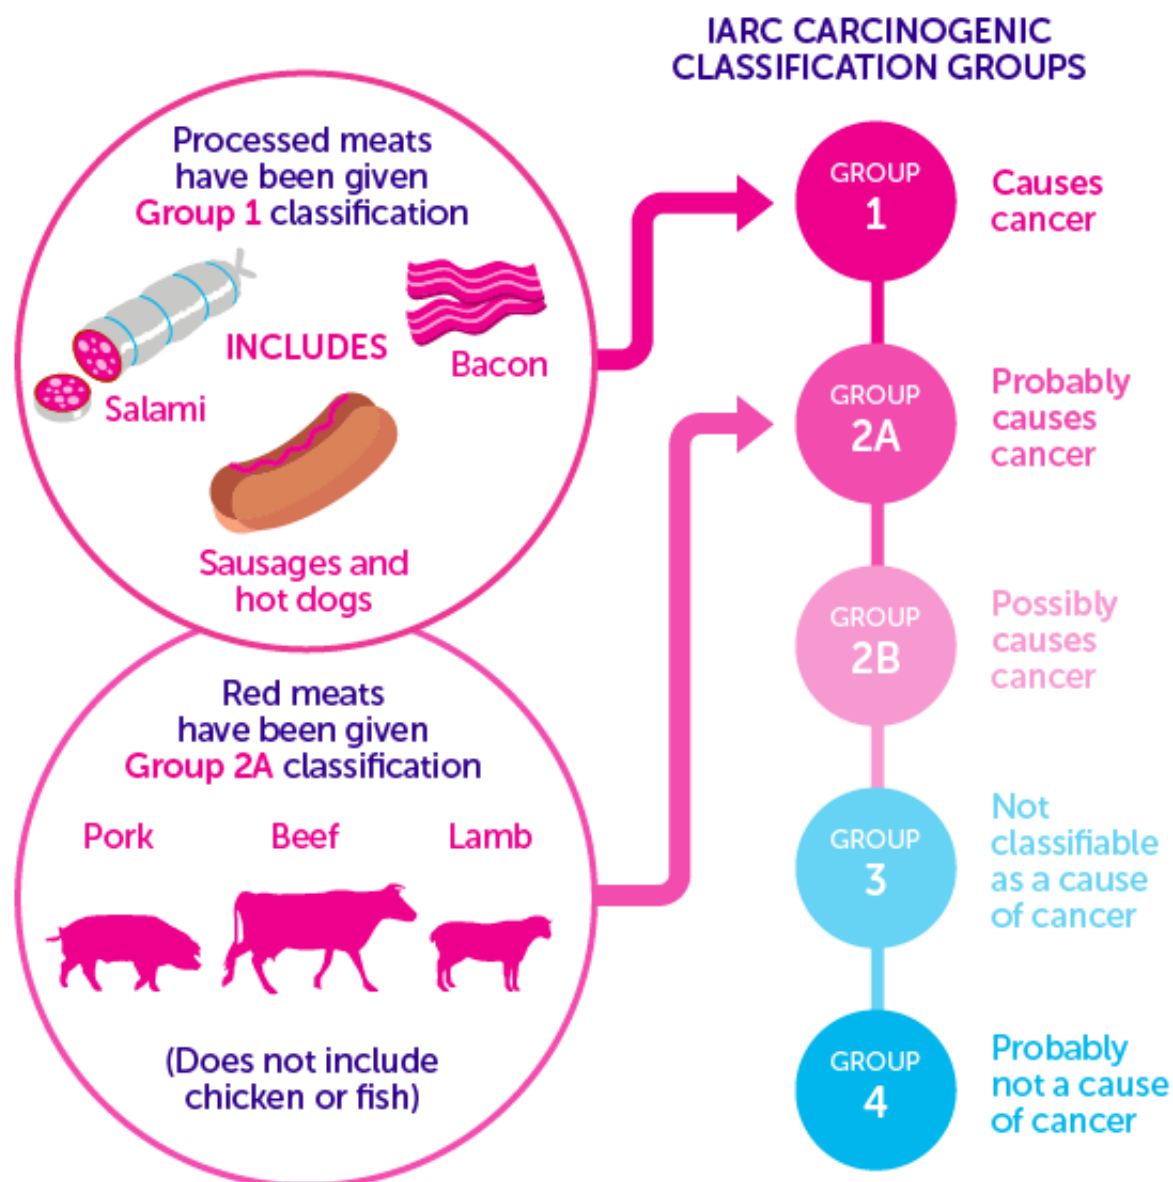 IARC CARCINOGENIC
CLASSIFICATION GROUPS
Processed meats
have been given
Group 1 classification
INCLUDES
Bacon
Salami
Sausages and
hot dogs
Red meats
have been given
Group 2A classification
Pork
Beef
Lamb
(Does not include
chicken or fish)
GROUP
1
Causes
cancer
GROUP
2A
Probably
causes
cancer
GROUP
2B
Possibly
causes
cancer
GROUP
3
Not
classifiable
as a cause
of cancer
GROUP
4
Probably
not a cause
of cancer